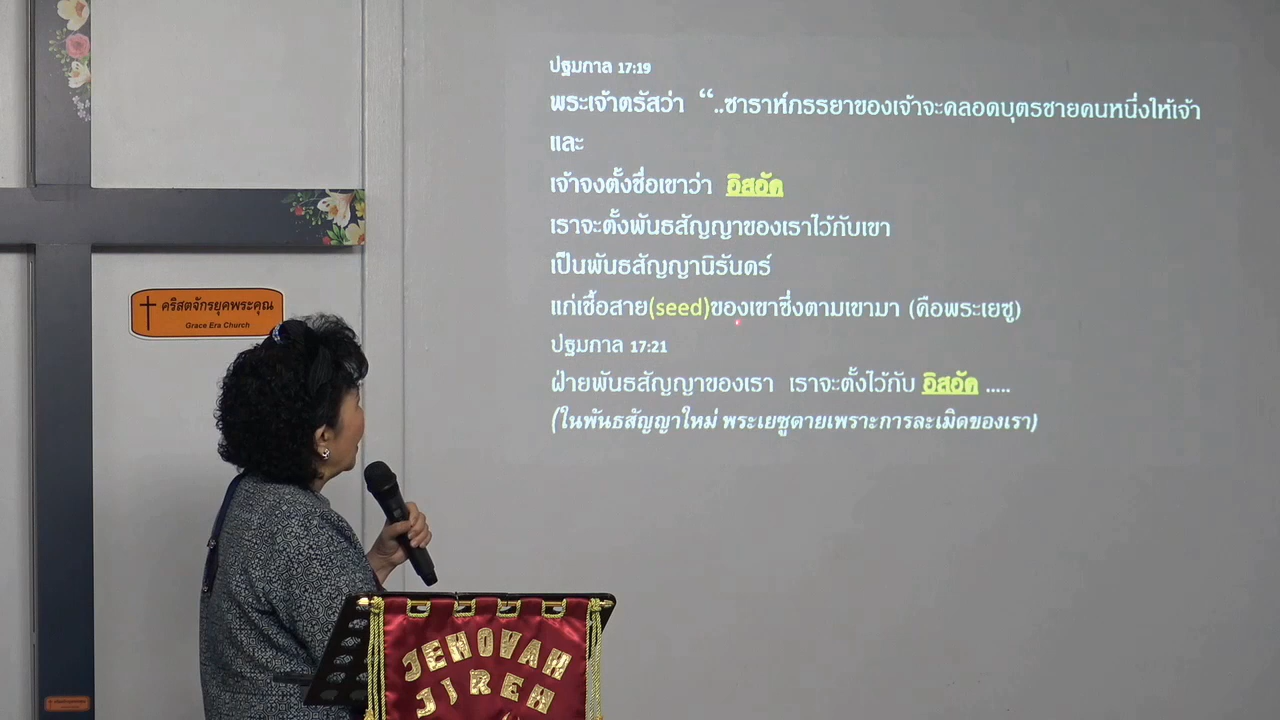 ปฐมกาล 17:19
พระเจ้าตรัสว่า “..ซาราห์ภรรยาของเจ้าจะคลอดบุตรชายคนหนึ่งให้เจ้า
และ
เจ้าจงตั้งชื่อเขาว่า อิสอัค
เราจะตั้งพันธสัญญาของเราไว้กับเขา
เป็นพันธสัญญานิรันดร์
แก่เชื้อสาย(seed)ของเขาซึ่งตามเขามา (คือพระเยซู)
ปฐมกาล 17:21
ฝ่ายพันธสัญญาของเรา เราจะตั้งไว้กับ อิสอัค .....
(ในพันธสัญญาใหม่ พระเยซูตายเพราะการละเมิดของเรา)
คริสตจักรยุคพระคุณ
Grace Era Church
JEHOVAH
JIREH